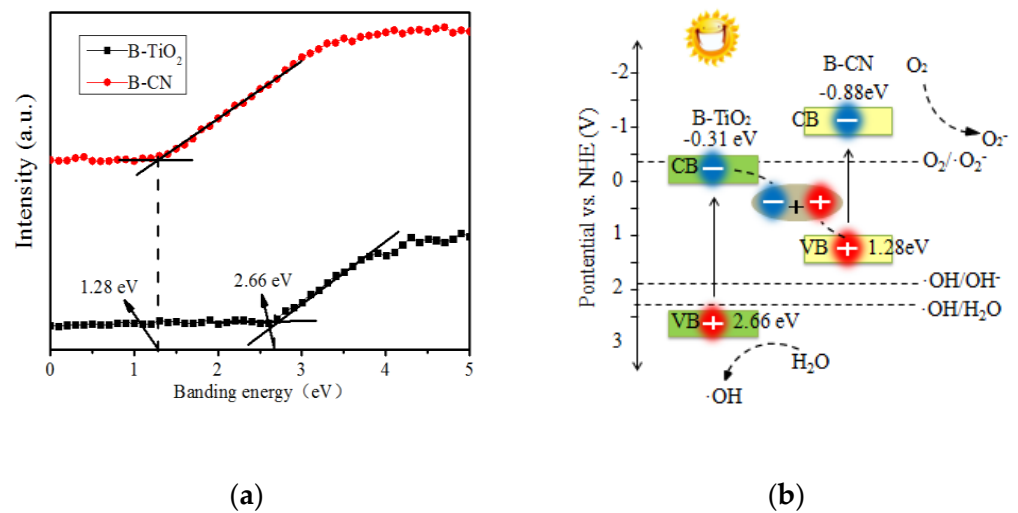 B-TiO₂
B-CN
Intensity (a.u.)
1.28 eV
2.66 eV
0 1 2 3 4 5
Banding energy (eV)
(a)
Pontential vs. NHE (V)
-2
-1
0
1
2
3
B-CN
-0.88eV
O₂
CB
O₂⁻
B-TiO₂
-0.31 eV
CB
O₂/·O₂⁻
+
VB
1.28eV
·OH/OH⁻
·OH/H₂O
VB
2.66 eV
H₂O
·OH
(b)